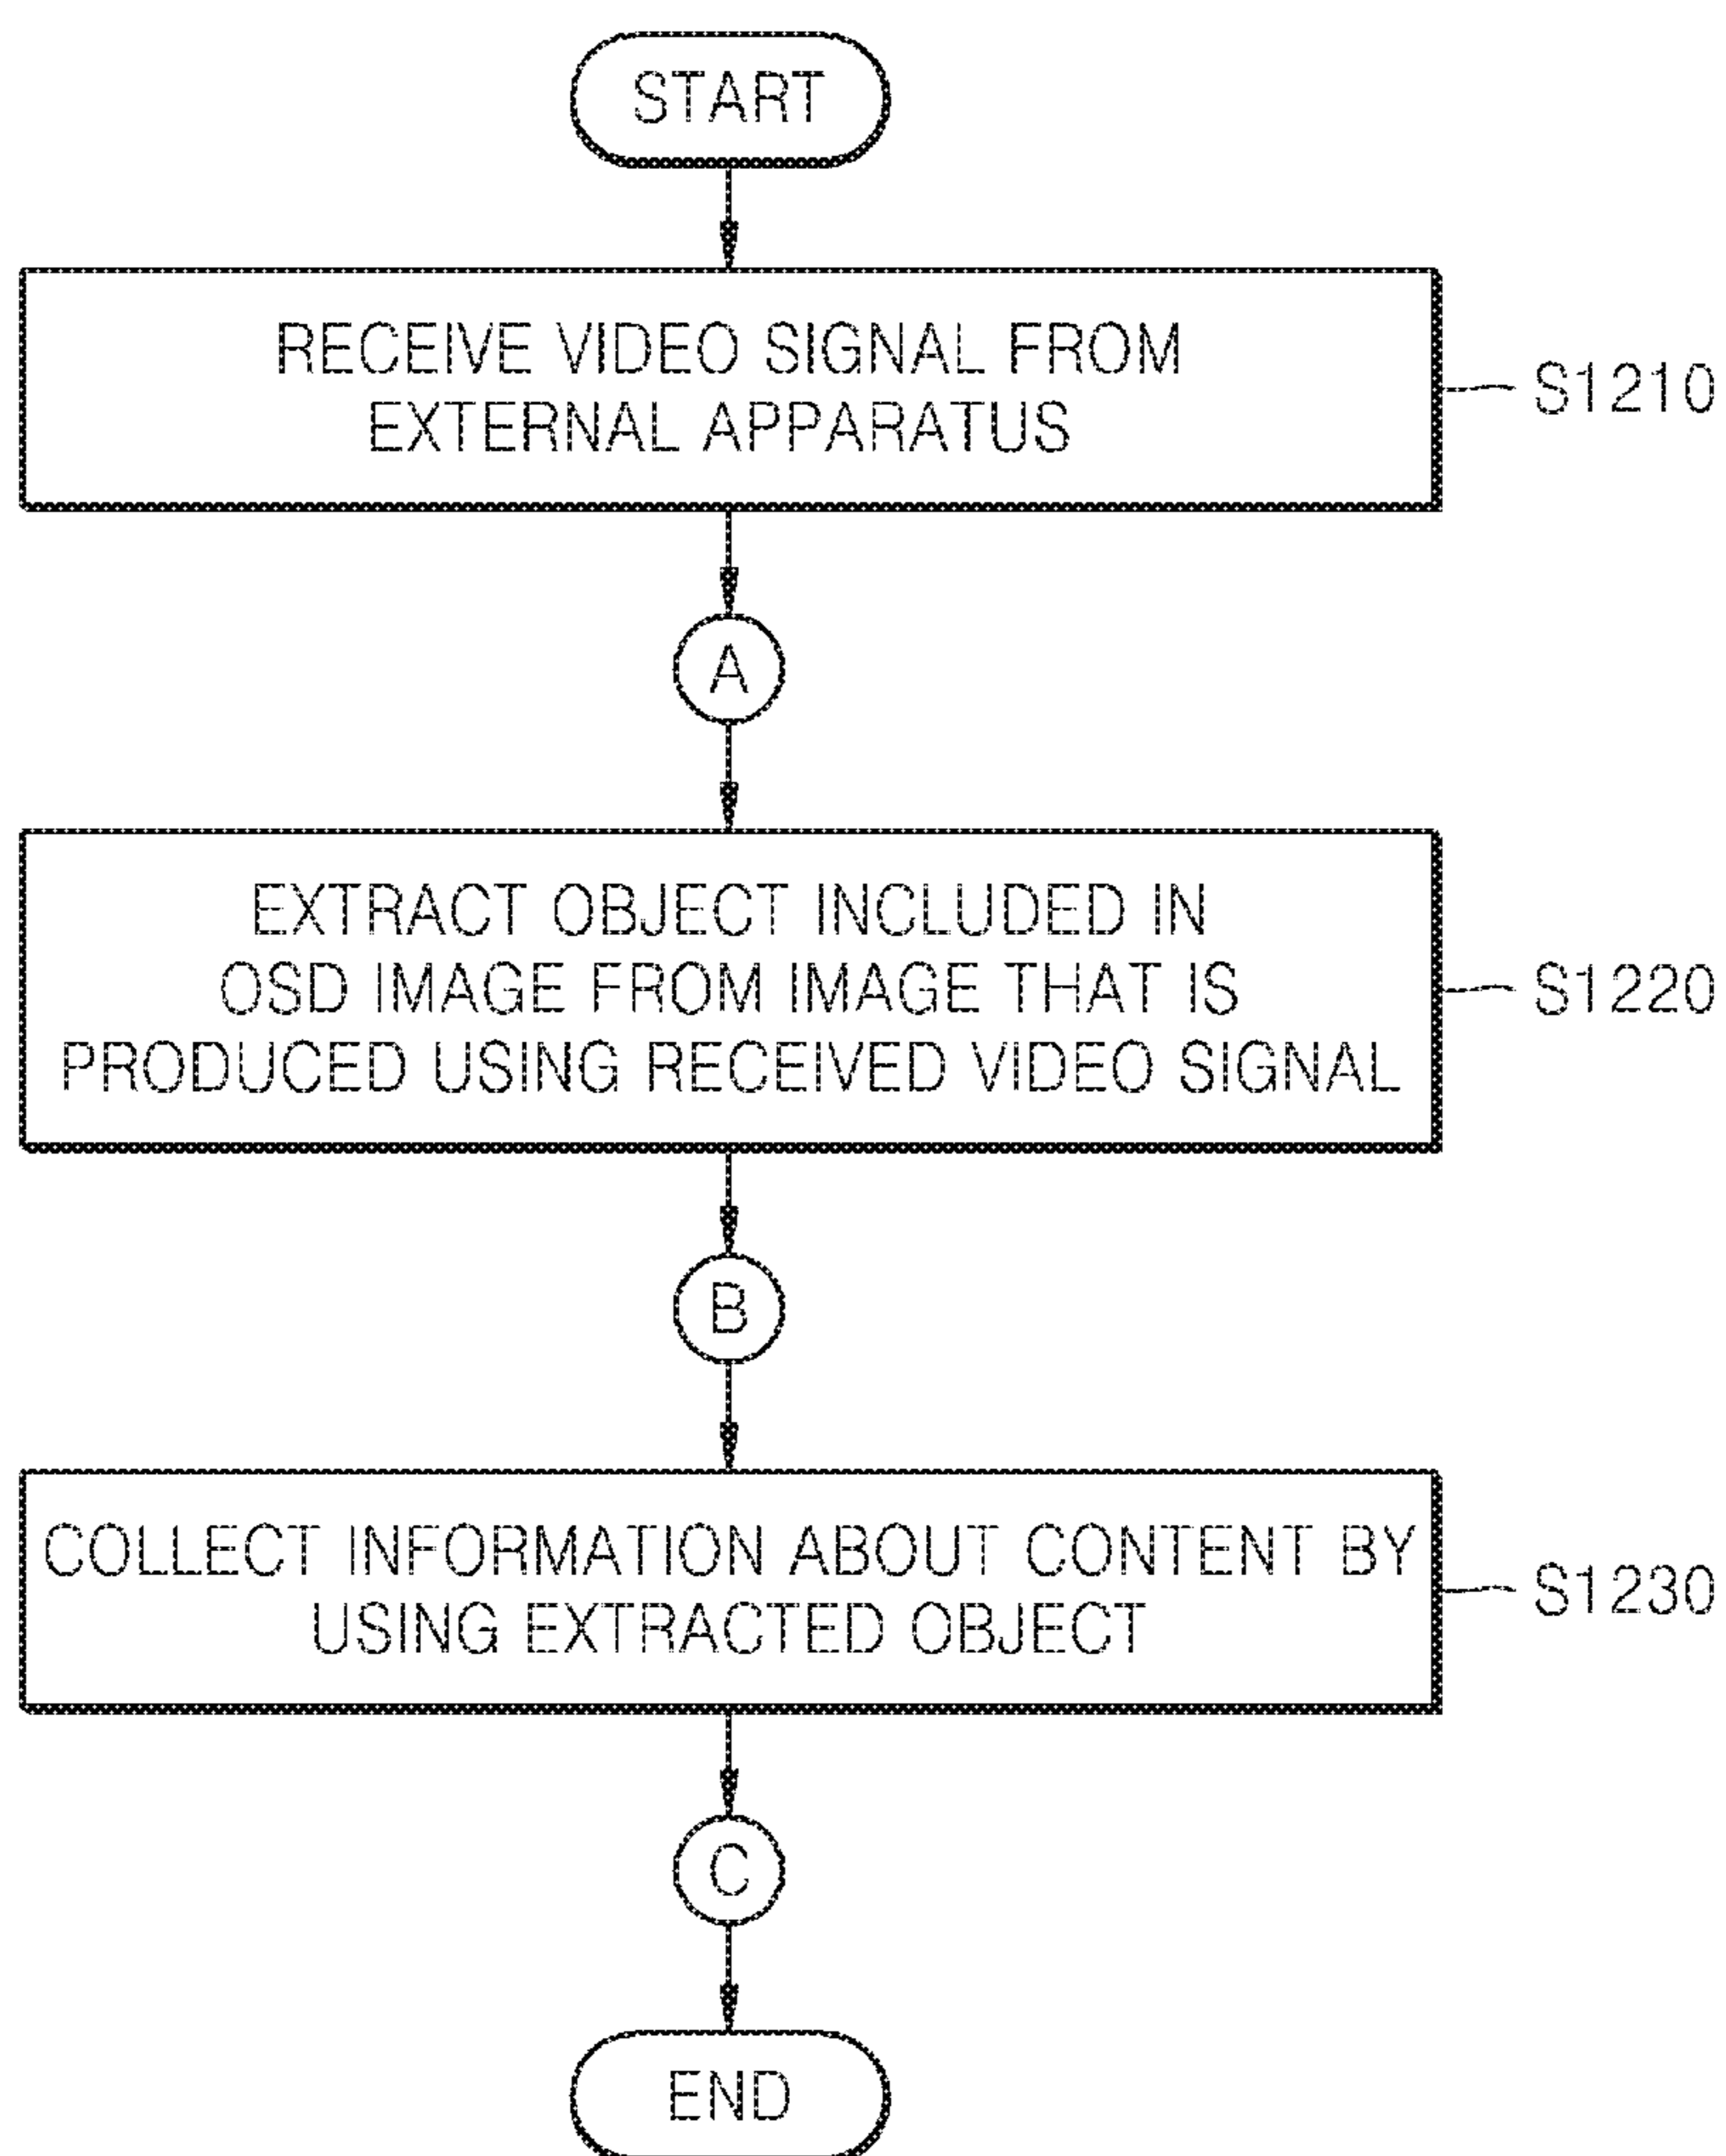 START
RECEIVE VIDEO SIGNAL FROM
EXTERNAL APPARATUS
S1210
A
EXTRACT OBJECT INCLUDED IN
OSD IMAGE FROM IMAGE THAT IS
PRODUCED USING RECEIVED VIDEO SIGNAL
S1220
B
COLLECT INFORMATION ABOUT CONTENT BY
USING EXTRACTED OBJECT
S1230
C
END